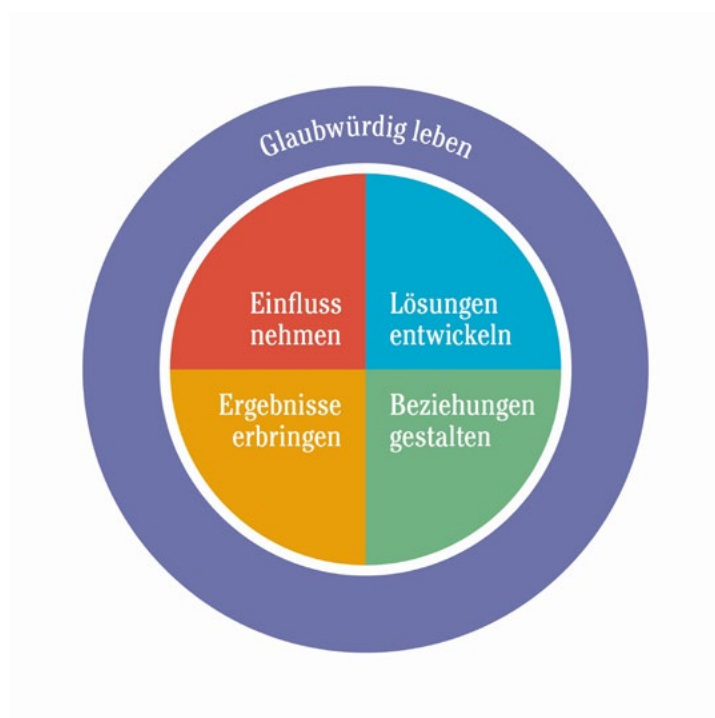 Glaubwürdig leben
Einfluss
nehmen
Lösungen
entwickeln
Ergebnisse
erbringen
Beziehungen
gestalten